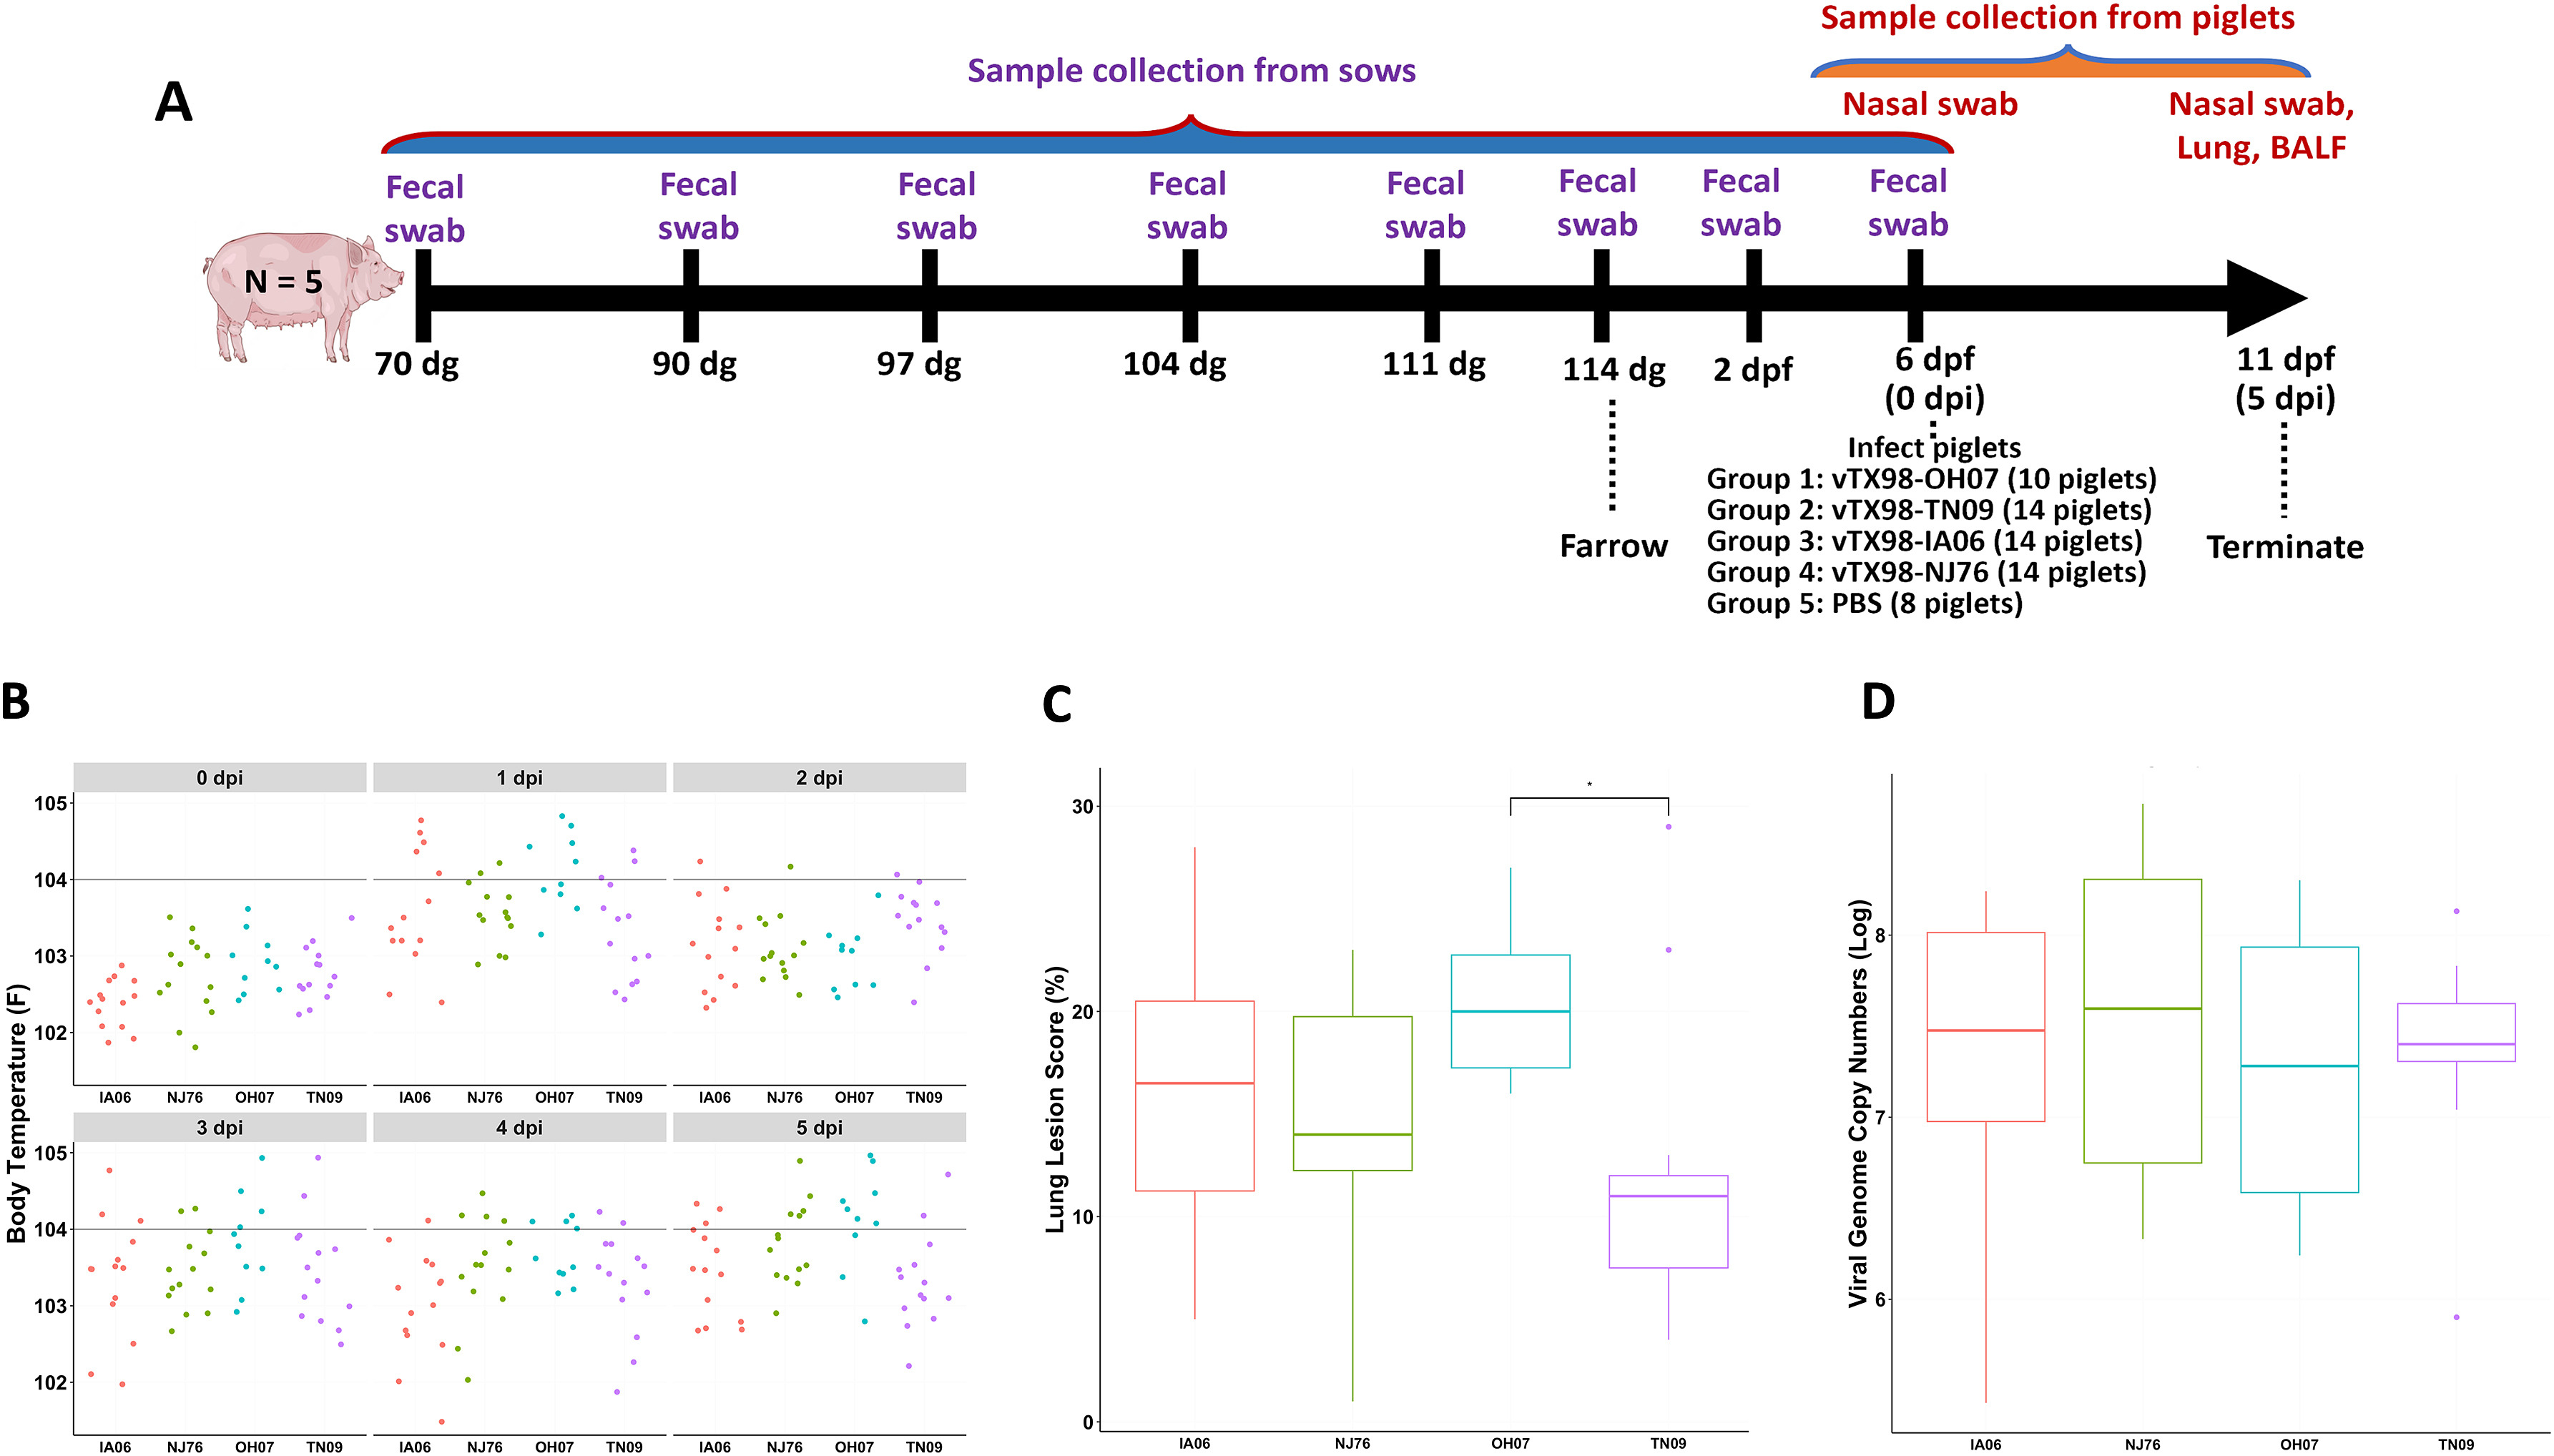 Sample collection from piglets
Sample collection from sows
A
Nasal swab
Nasal swab,
Lung, BALF
Fecal
swab
Fecal
swab
Fecal
swab
Fecal
swab
Fecal
swab
Fecal
swab
Fecal
swab
Fecal
swab
N = 5
70 dg
90 dg
97 dg
104 dg
111 dg
114 dg
2 dpf
6 dpf
(0 dpi)
11 dpf
(5 dpi)
Infect piglets
Group 1: vTX98-OH07 (10 piglets)
Group 2: vTX98-TN09 (14 piglets)
Group 3: vTX98-IA06 (14 piglets)
Group 4: vTX98-NJ76 (14 piglets)
Group 5: PBS (8 piglets)
Farrow
Terminate
B
Body Temperature (F)
0 dpi
1 dpi
2 dpi
105
104
103
102
IA06 NJ76 OH07 TN09
IA06 NJ76 OH07 TN09
IA06 NJ76 OH07 TN09
3 dpi
4 dpi
5 dpi
105
104
103
102
IA06 NJ76 OH07 TN09
IA06 NJ76 OH07 TN09
IA06 NJ76 OH07 TN09
C
Lung Lesion Score (%)
30
20
10
0
*
IA06 NJ76 OH07 TN09
D
Viral Genome Copy Numbers (Log)
8
7
6
IA06 NJ76 OH07 TN09